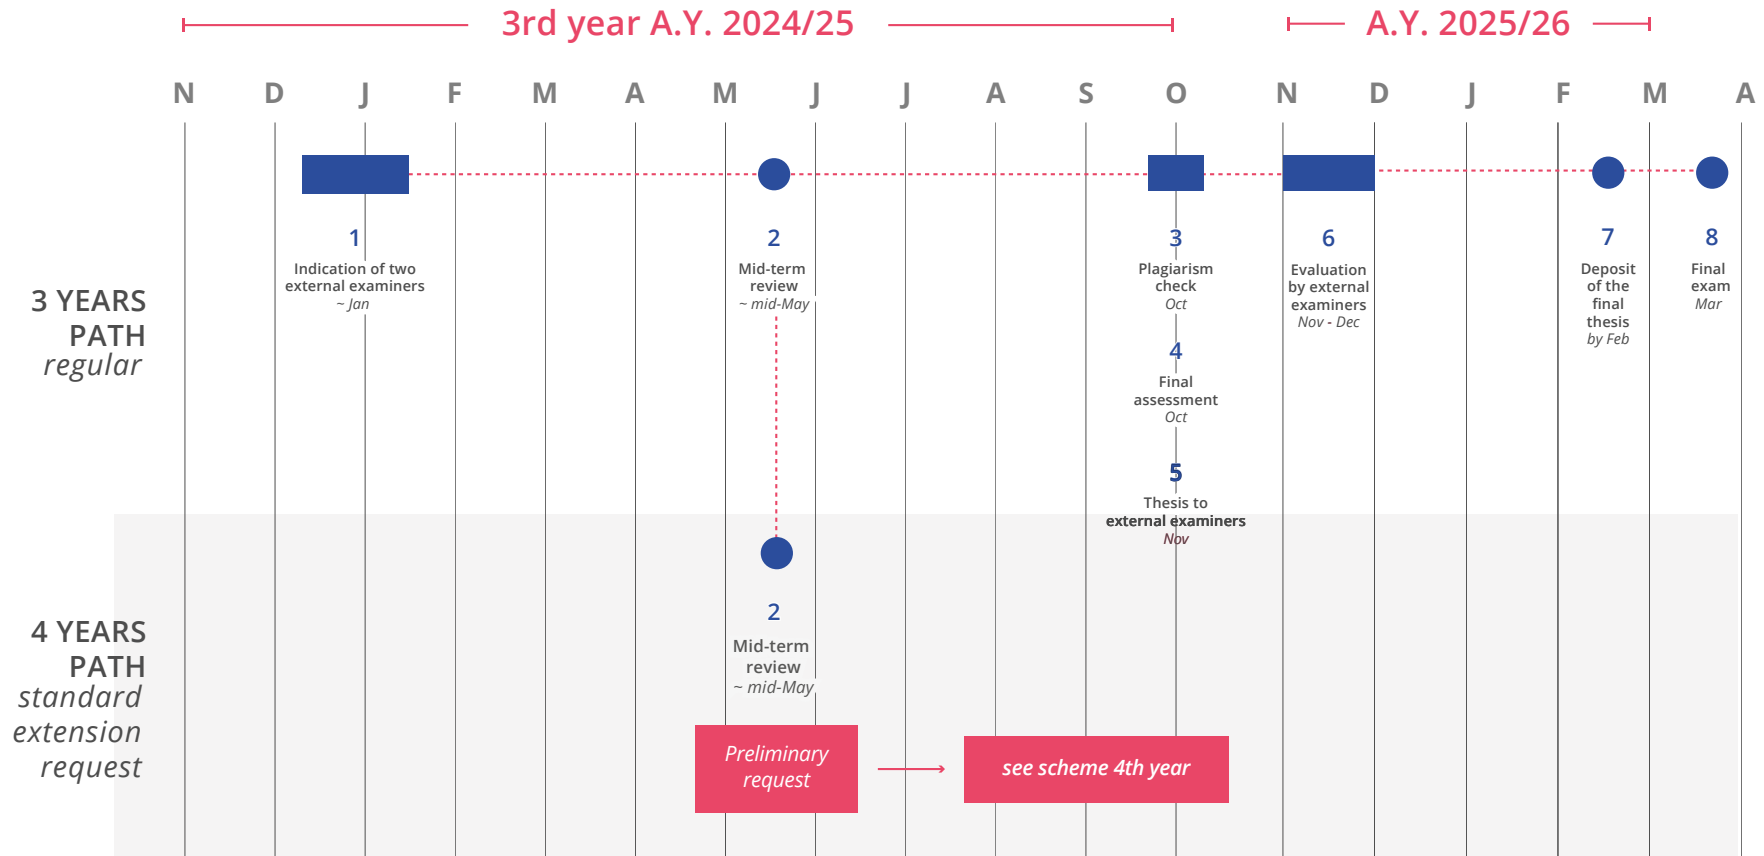 3rd year A.Y. 2024/25
A.Y. 2025/26
N D J F M A M J J A S O N D J F M A
3 YEARS
PATH
regular
1
Indication of two
external examiners
~ Jan
2
Mid-term
review
~ mid-May
3
Plagiarism
check
Oct
4
Final
assessment
Oct
5
Thesis to
external examiners
Nov
6
Evaluation
by external
examiners
Nov - Dec
7
Deposit
of the
final
thesis
by Feb
8
Final
exam
Mar
4 YEARS
PATH
standard
extension
request
2
Mid-term
review
~ mid-May
Preliminary
request
see scheme 4th year